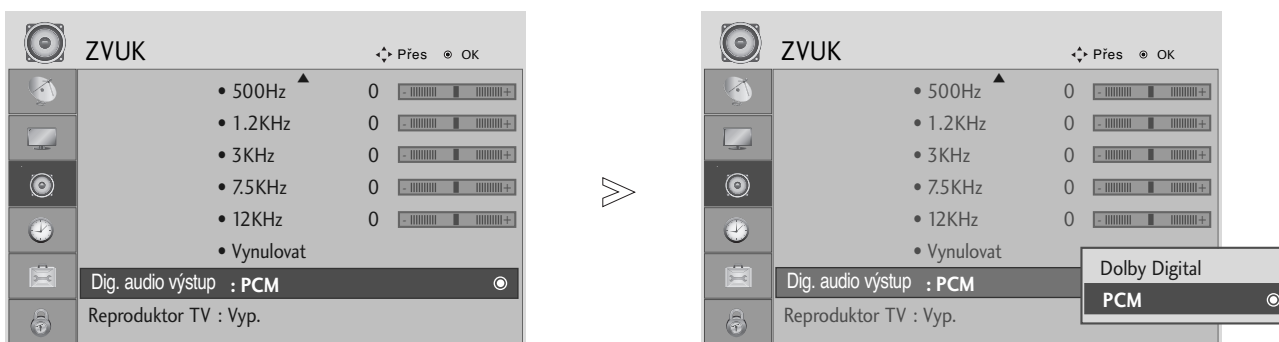 ZVUK Přes OK
• 500Hz 0 - +
• 1.2KHz 0 - +
• 3KHz 0 - +
• 7.5KHz 0 - +
• 12KHz 0 - +
• Vynulovat
Dig. audio výstup : PCM
Reproduktor TV : Vyp.
ZVUK Přes OK
• 500Hz 0 - +
• 1.2KHz 0 - +
• 3KHz 0 - +
• 7.5KHz 0 - +
• 12KHz 0 - +
• Vynulovat
Dig. audio výstup : PCM
Reproduktor TV : Vyp.
Dolby Digital
PCM